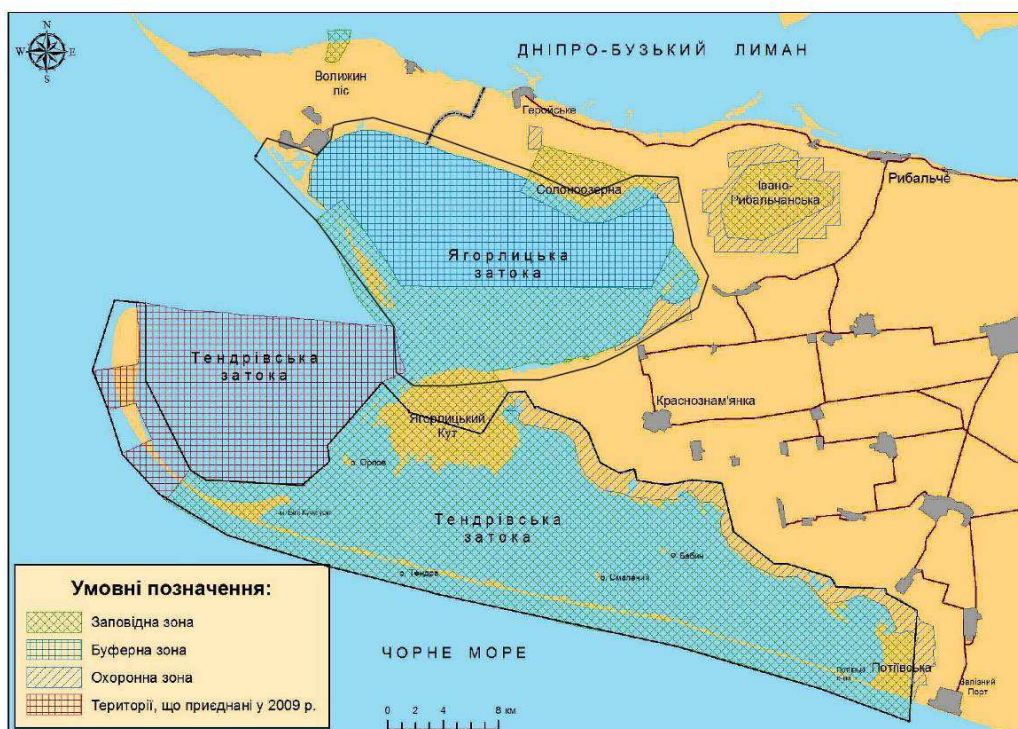 N
W E
S
ДНІПРО-БУЗЬКИЙ ЛИМАН
Волижин
ліс
Геройське
Солоноозерна
Івано-
Рибальчанська
Рибальче
Ягорлицька
затока
Тендрівська
затока
Краснознам'янка
Ягорлицький
Кут
о. Орлов
Тендрівська
затока
о. Бабин
о. Смалений
о. Тендра
ЧОРНЕ МОРЕ
Потіївська
Залізний
Порт
Умовні позначення:
Заповідна зона
Буферна зона
Охоронна зона
Території, що приєднані у 2009 р.
0 2 4 8 км